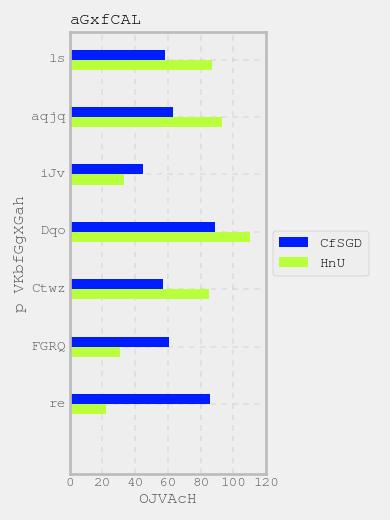 aGxfCAL
ls
aqjq
iJv
Dqo
Ctwz
FGRQ
re
p VKbfGgXGah
0 20 40 60 80 100 120
OJVAcH
CfSGD
HnU